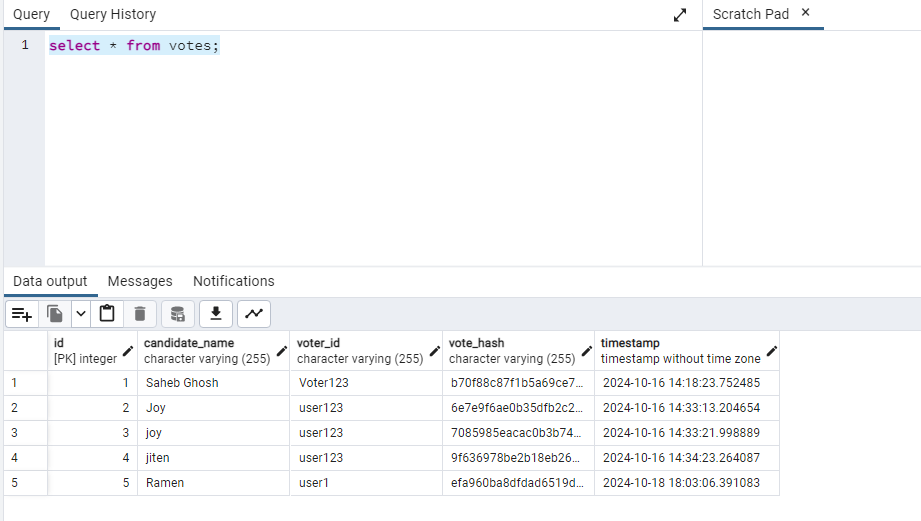 Query Query History Scratch Pad ×
1 select * from votes;
Data output Messages Notifications
id candidate_name voter_id vote_hash timestamp
[PK] integer character varying (255) character varying (255) character varying (255) timestamp without time zone
1 1 Saheb Ghosh Voter123 b70f88c87f1b5a69ce7... 2024-10-16 14:18:23.752485
2 2 Joy user123 6e7e9f6ae0b35dfb2c2... 2024-10-16 14:33:13.204654
3 3 joy user123 7085985eacac0b3b74... 2024-10-16 14:33:21.998889
4 4 jiten user123 9f636978be2b18eb26... 2024-10-16 14:34:23.264087
5 5 Ramen user1 efa960ba8dfdad6519d... 2024-10-18 18:03:06.391083